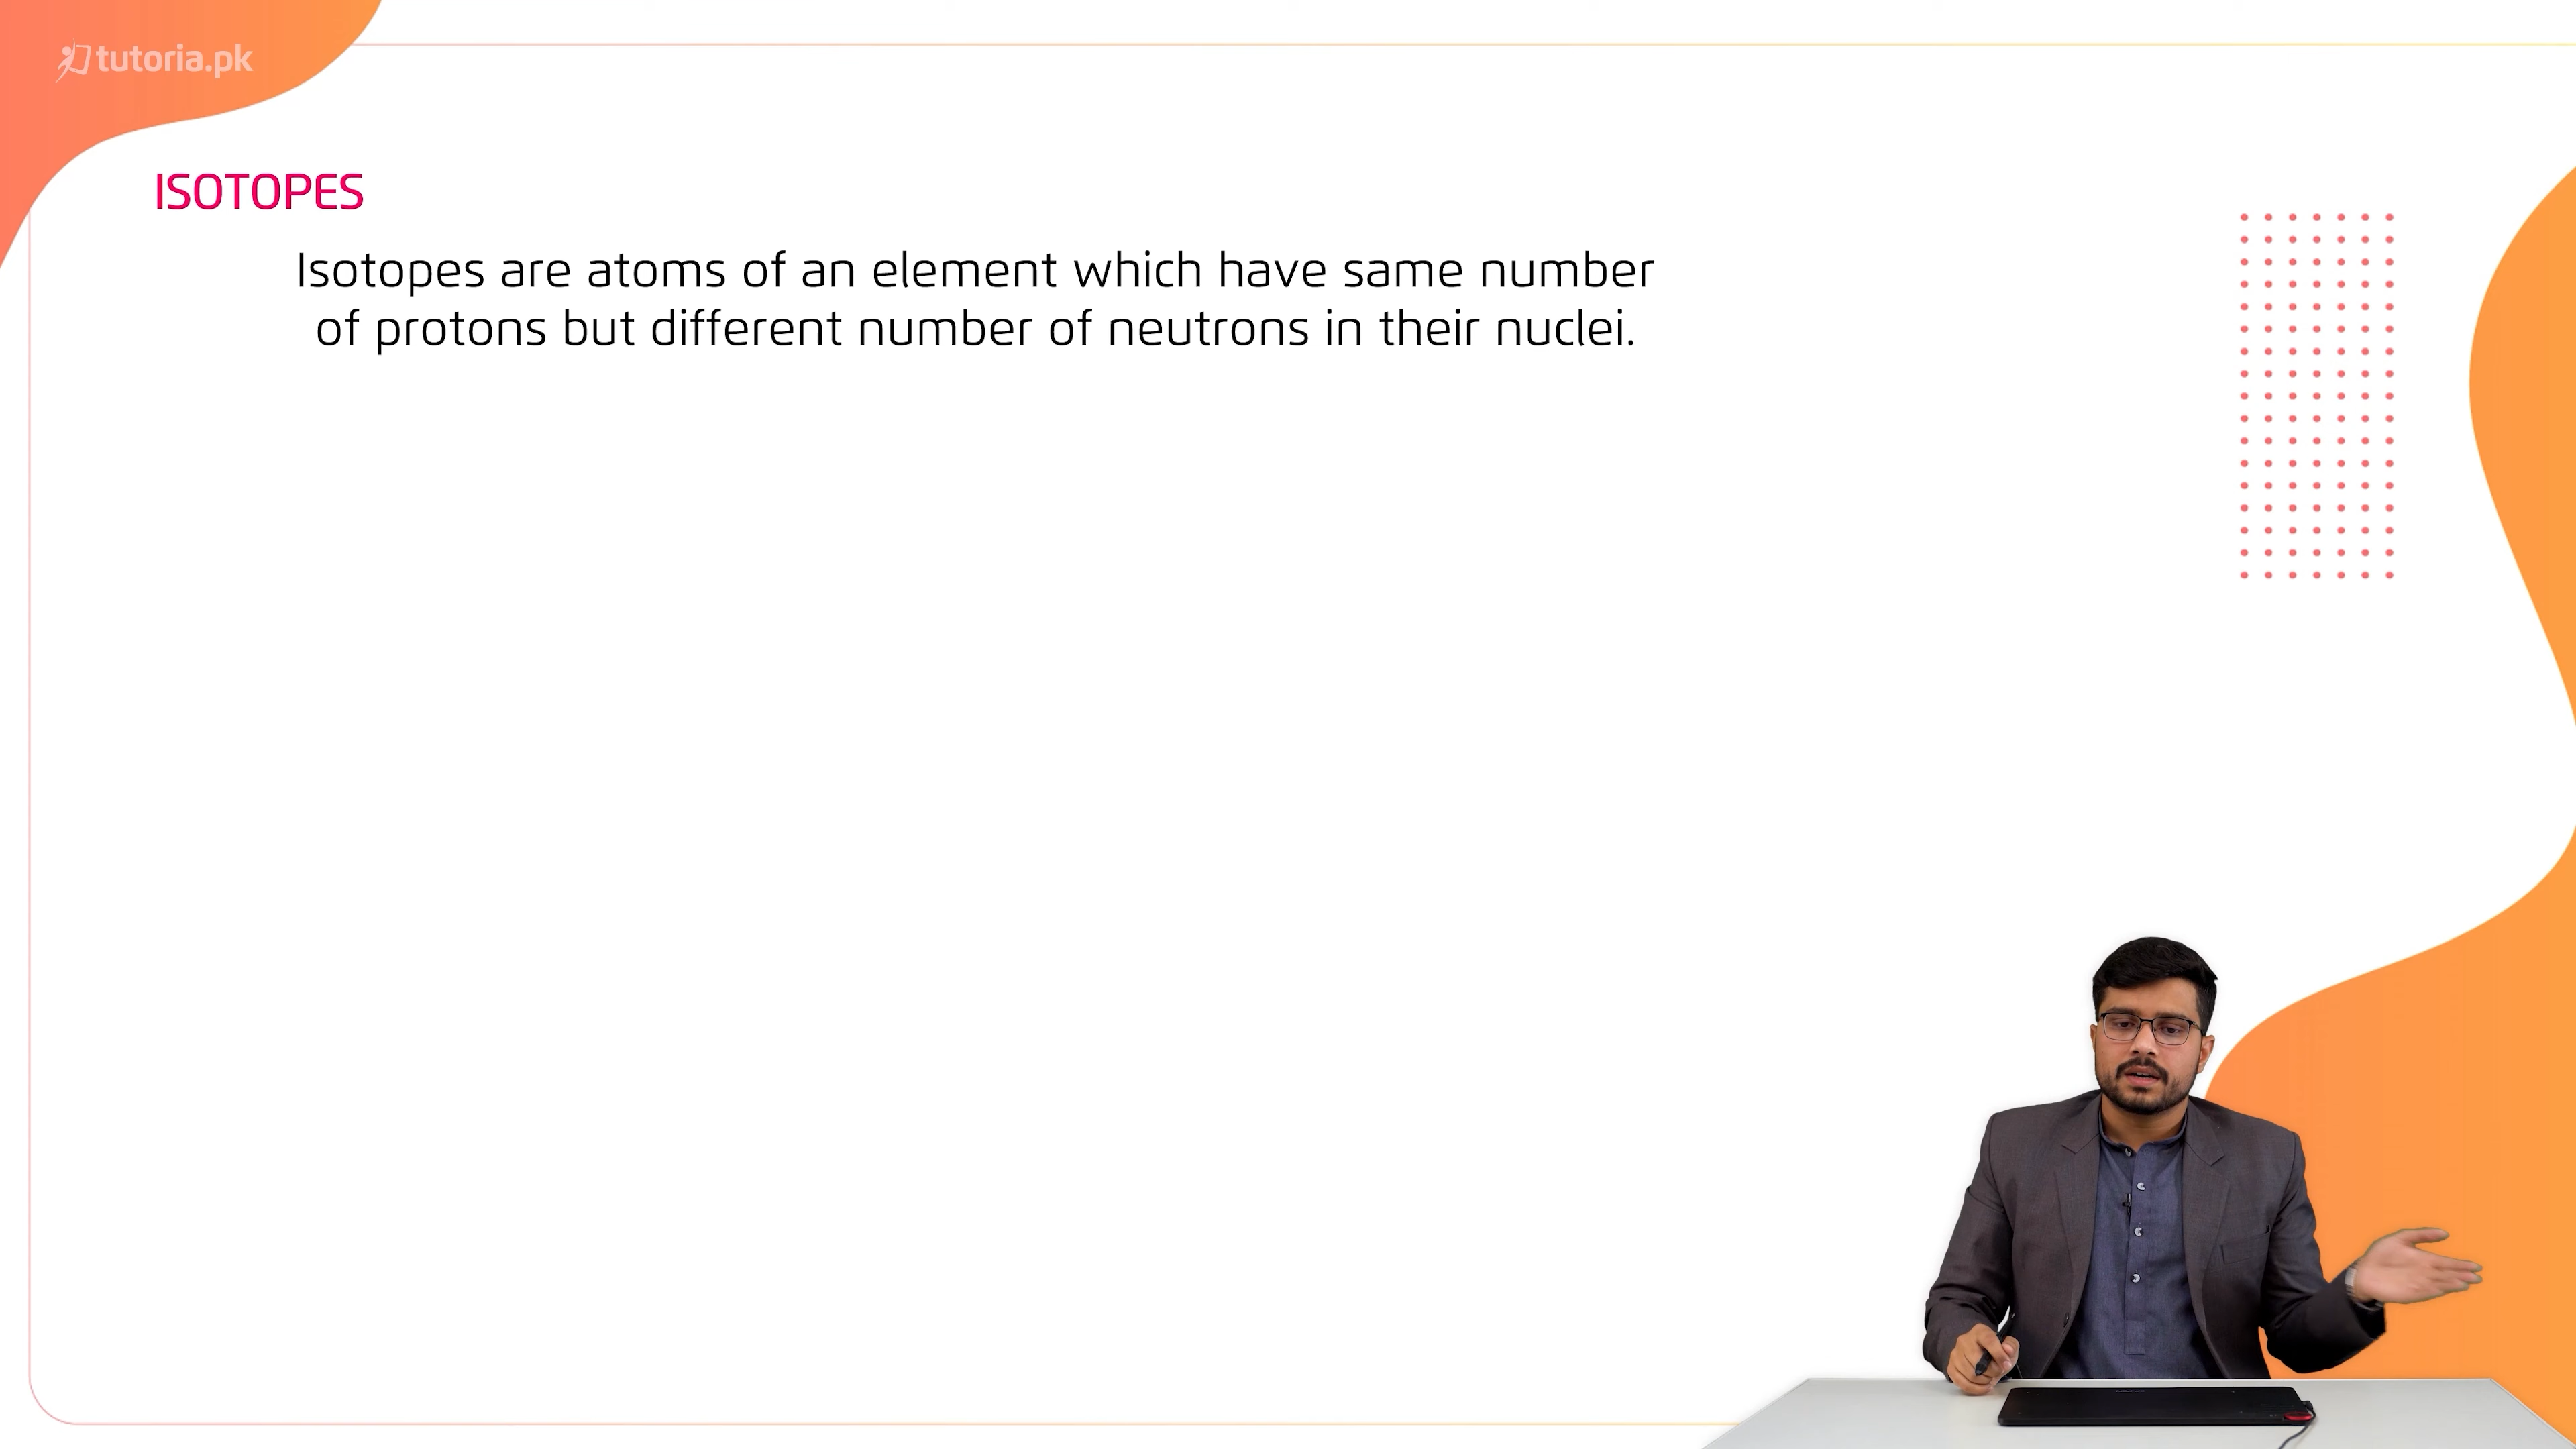 tutoria.pk
ISOTOPES
Isotopes are atoms of an element which have same number
of protons but different number of neutrons in their nuclei.